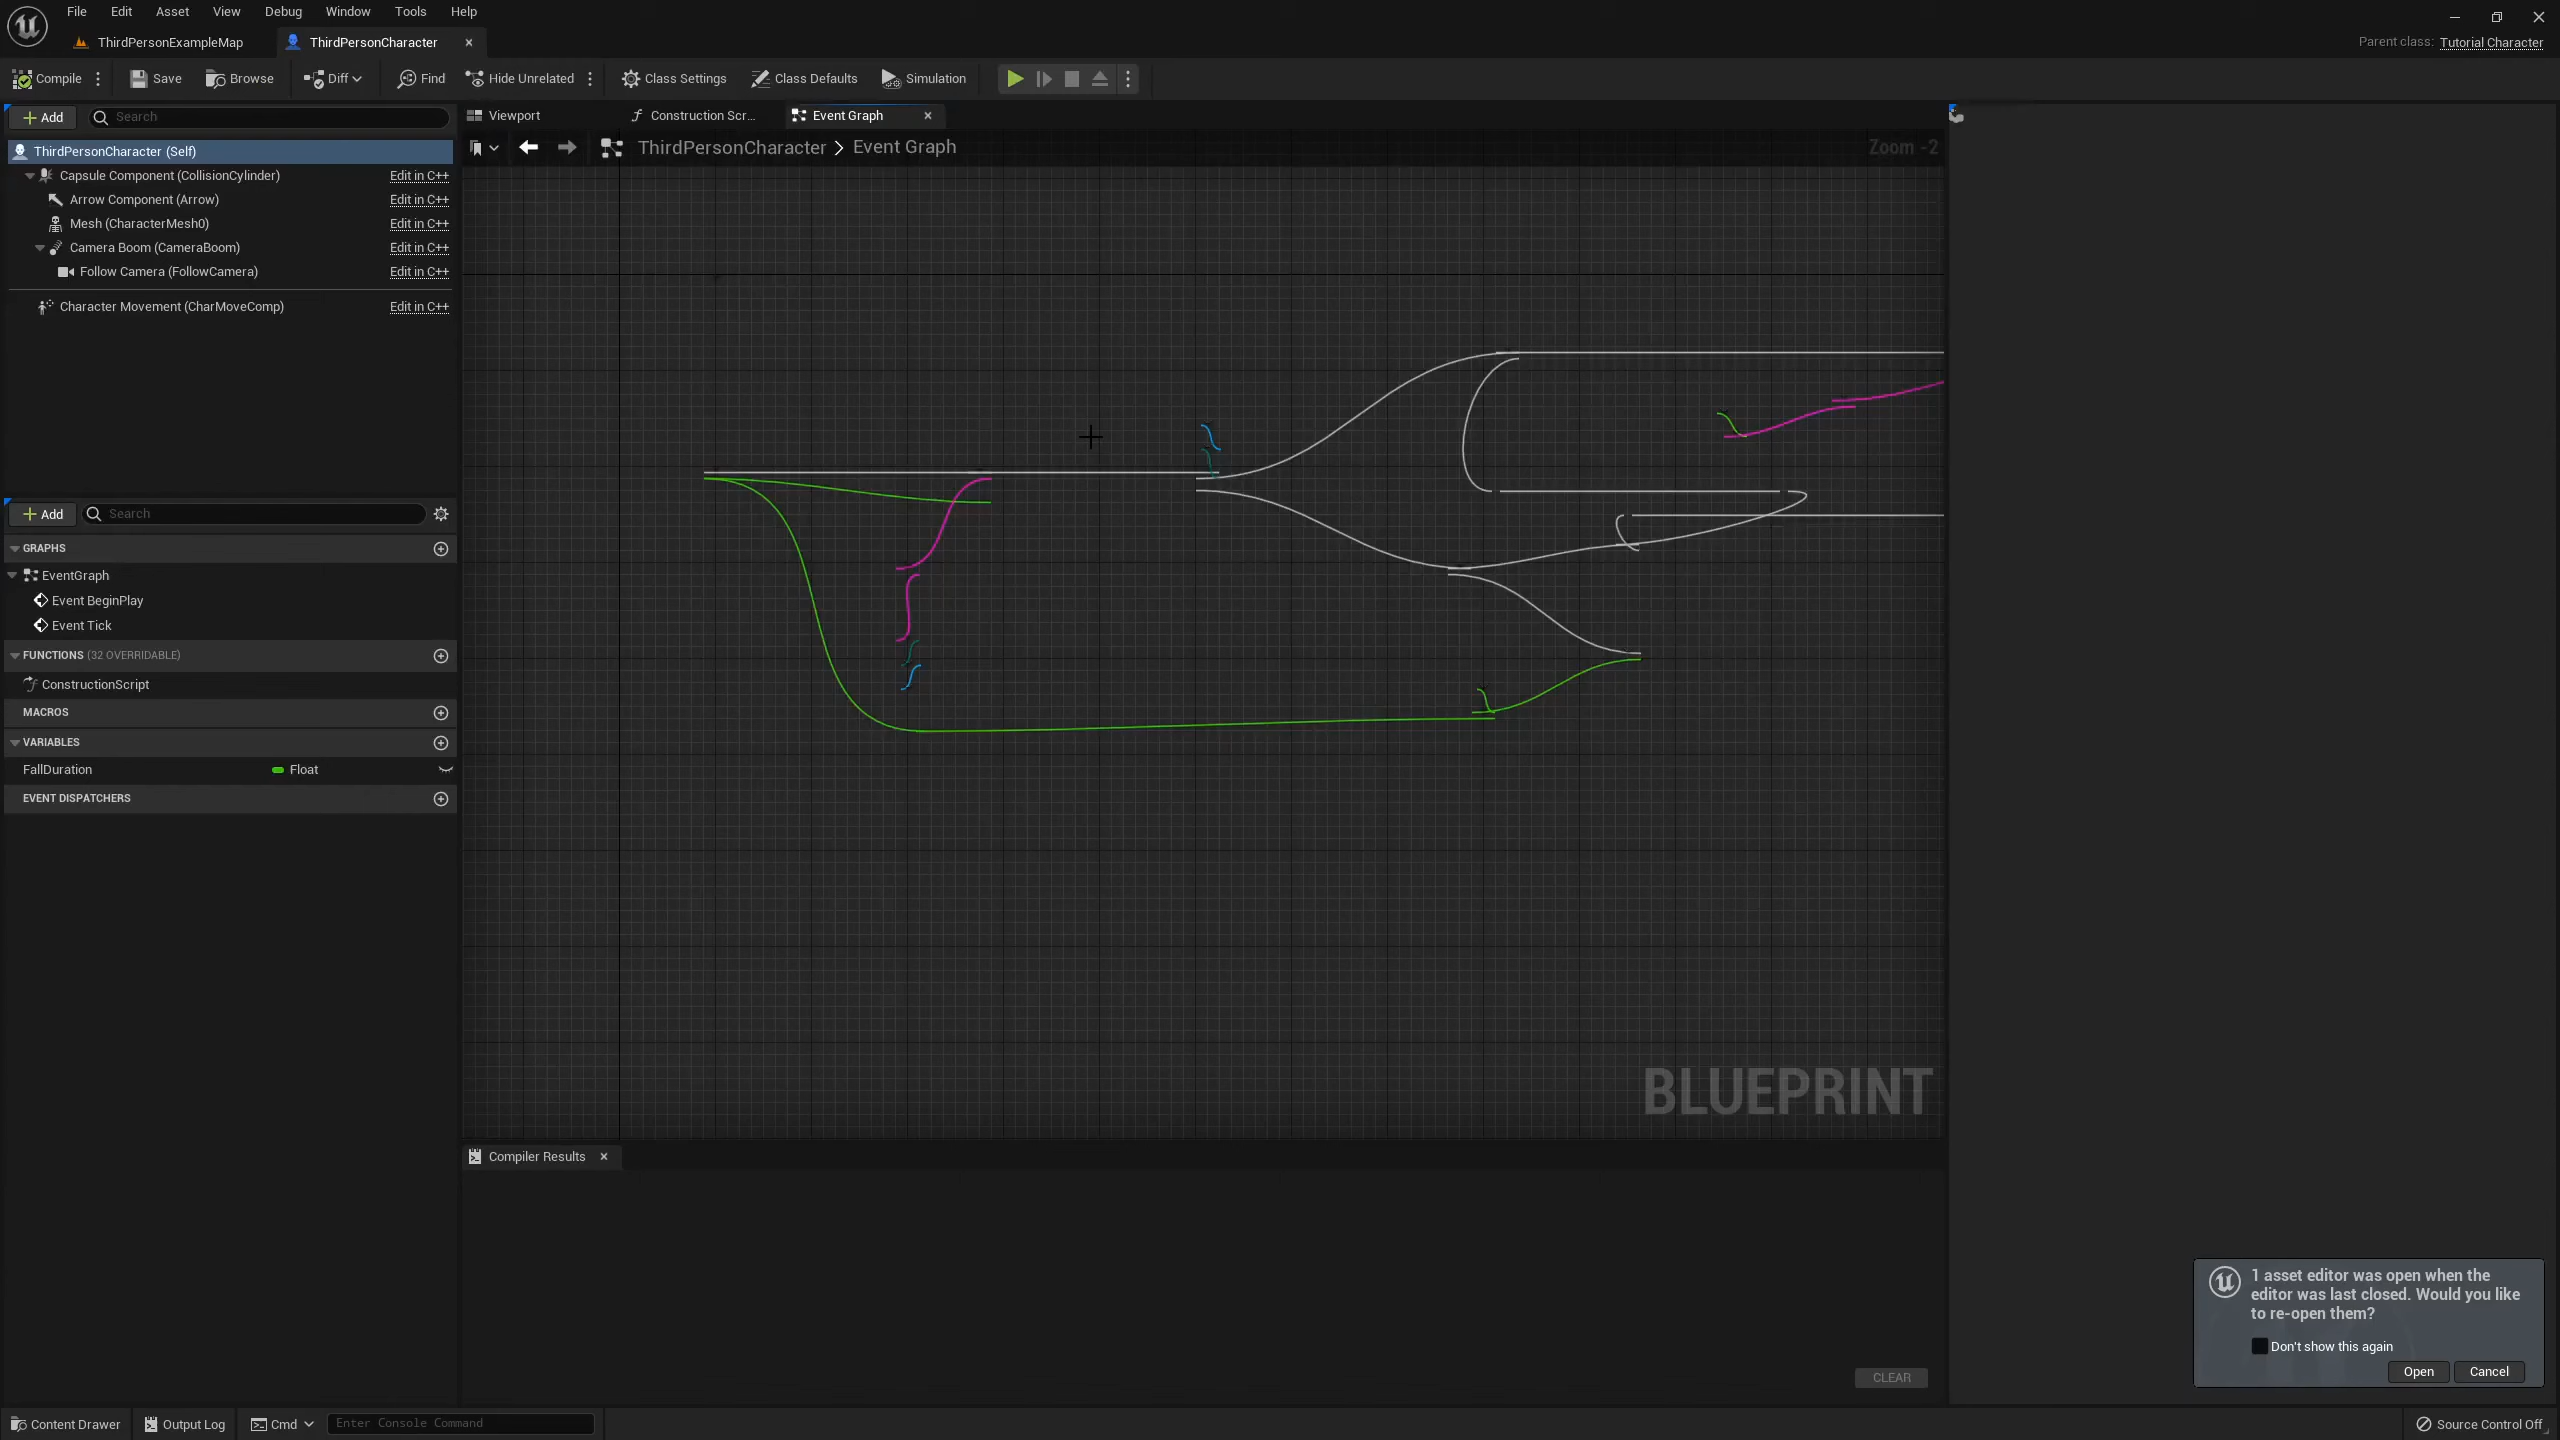 File Edit Asset View Debug Window Tools Help
ThirdPersonExampleMap
ThirdPersonCharacter
Parent class: Tutorial Character
Compile
Save
Browse
Diff
Find
Hide Unrelated
Class Settings
Class Defaults
Simulation
Add
Search
Viewport
Construction Scr...
Event Graph
ThirdPersonCharacter > Event Graph
Zoom -2
ThirdPersonCharacter (Self)
Capsule Component (CollisionCylinder) Edit in C++
Arrow Component (Arrow) Edit in C++
Mesh (CharacterMesh0) Edit in C++
Camera Boom (CameraBoom) Edit in C++
Follow Camera (FollowCamera) Edit in C++
Character Movement (CharMoveComp) Edit in C++
Add
Search
GRAPHS
EventGraph
Event BeginPlay
Event Tick
FUNCTIONS (32 OVERRIDABLE)
ConstructionScript
MACROS
VARIABLES
FallDuration Float
EVENT DISPATCHERS
BLUEPRINT
Compiler Results
CLEAR
1 asset editor was open when the
editor was last closed. Would you like
to re-open them?
Don't show this again
Open Cancel
Content Drawer
Output Log
Cmd
Enter Console Command
Source Control Off